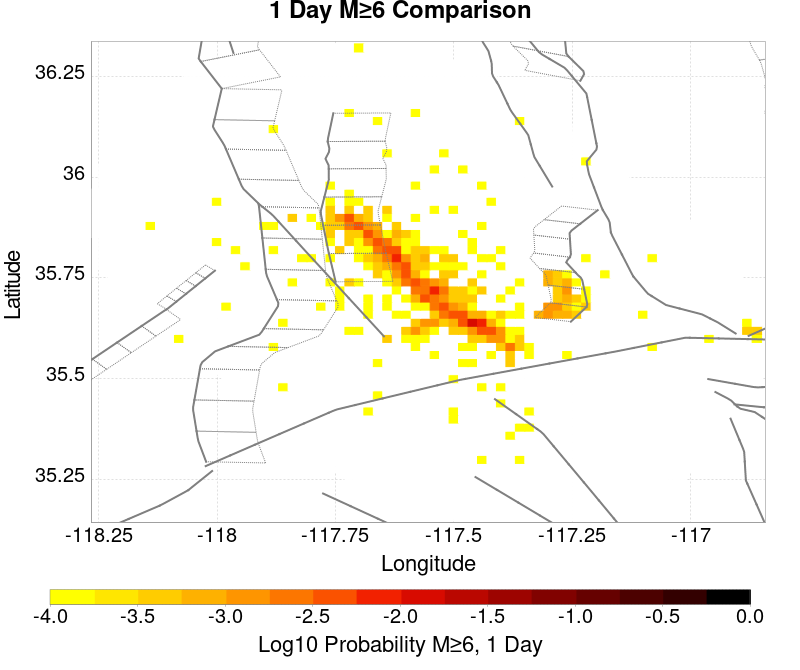 1 Day M≥6 Comparison
36.25
36
35.75
35.5
35.25
Latitude
-118.25 -118 -117.75 -117.5 -117.25 -117
Longitude
-4.0 -3.5 -3.0 -2.5 -2.0 -1.5 -1.0 -0.5 0.0
Log10 Probability M≥6, 1 Day